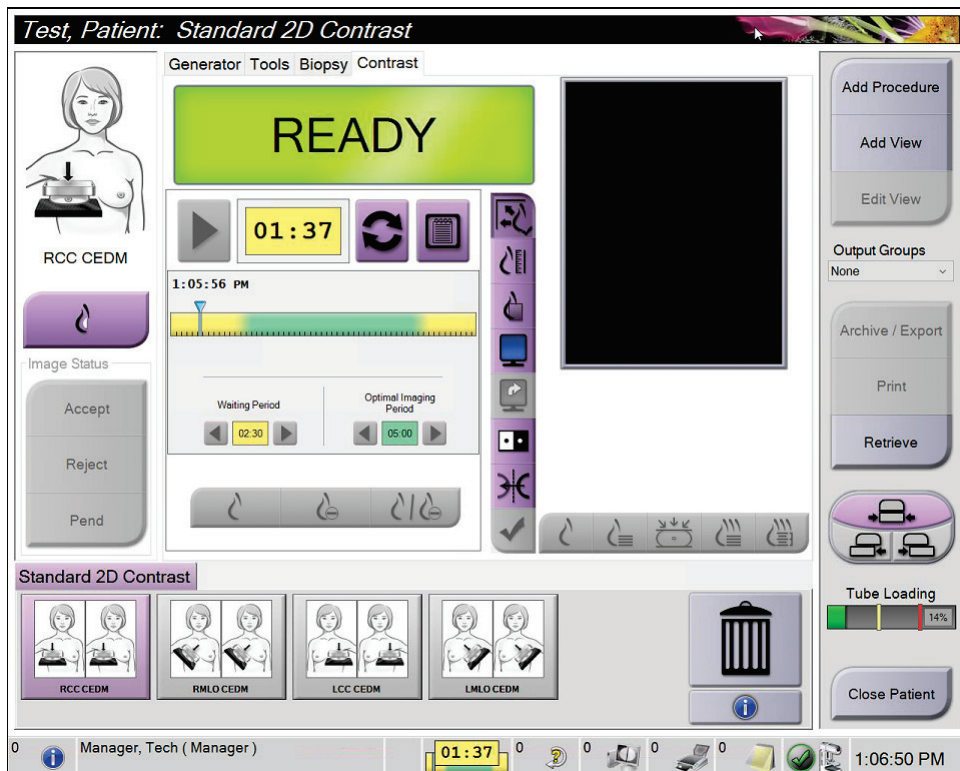 Test, Patient: Standard 2D Contrast
Generator Tools Biopsy Contrast
READY
01:37
1:05:56 PM
Waiting Period
02:30
Optimal Imaging
Period
05:00
RCC CEDM
Image Status
Accept
Reject
Pend
Add Procedure
Add View
Edit View
Output Groups
None
Archive / Export
Print
Retrieve
Tube Loading
14%
Close Patient
Standard 2D Contrast
RCC CEDM
RMLO CEDM
LCC CEDM
LMLO CEDM
0
Manager, Tech ( Manager )
01:37
0
0
0
0
1:06:50 PM